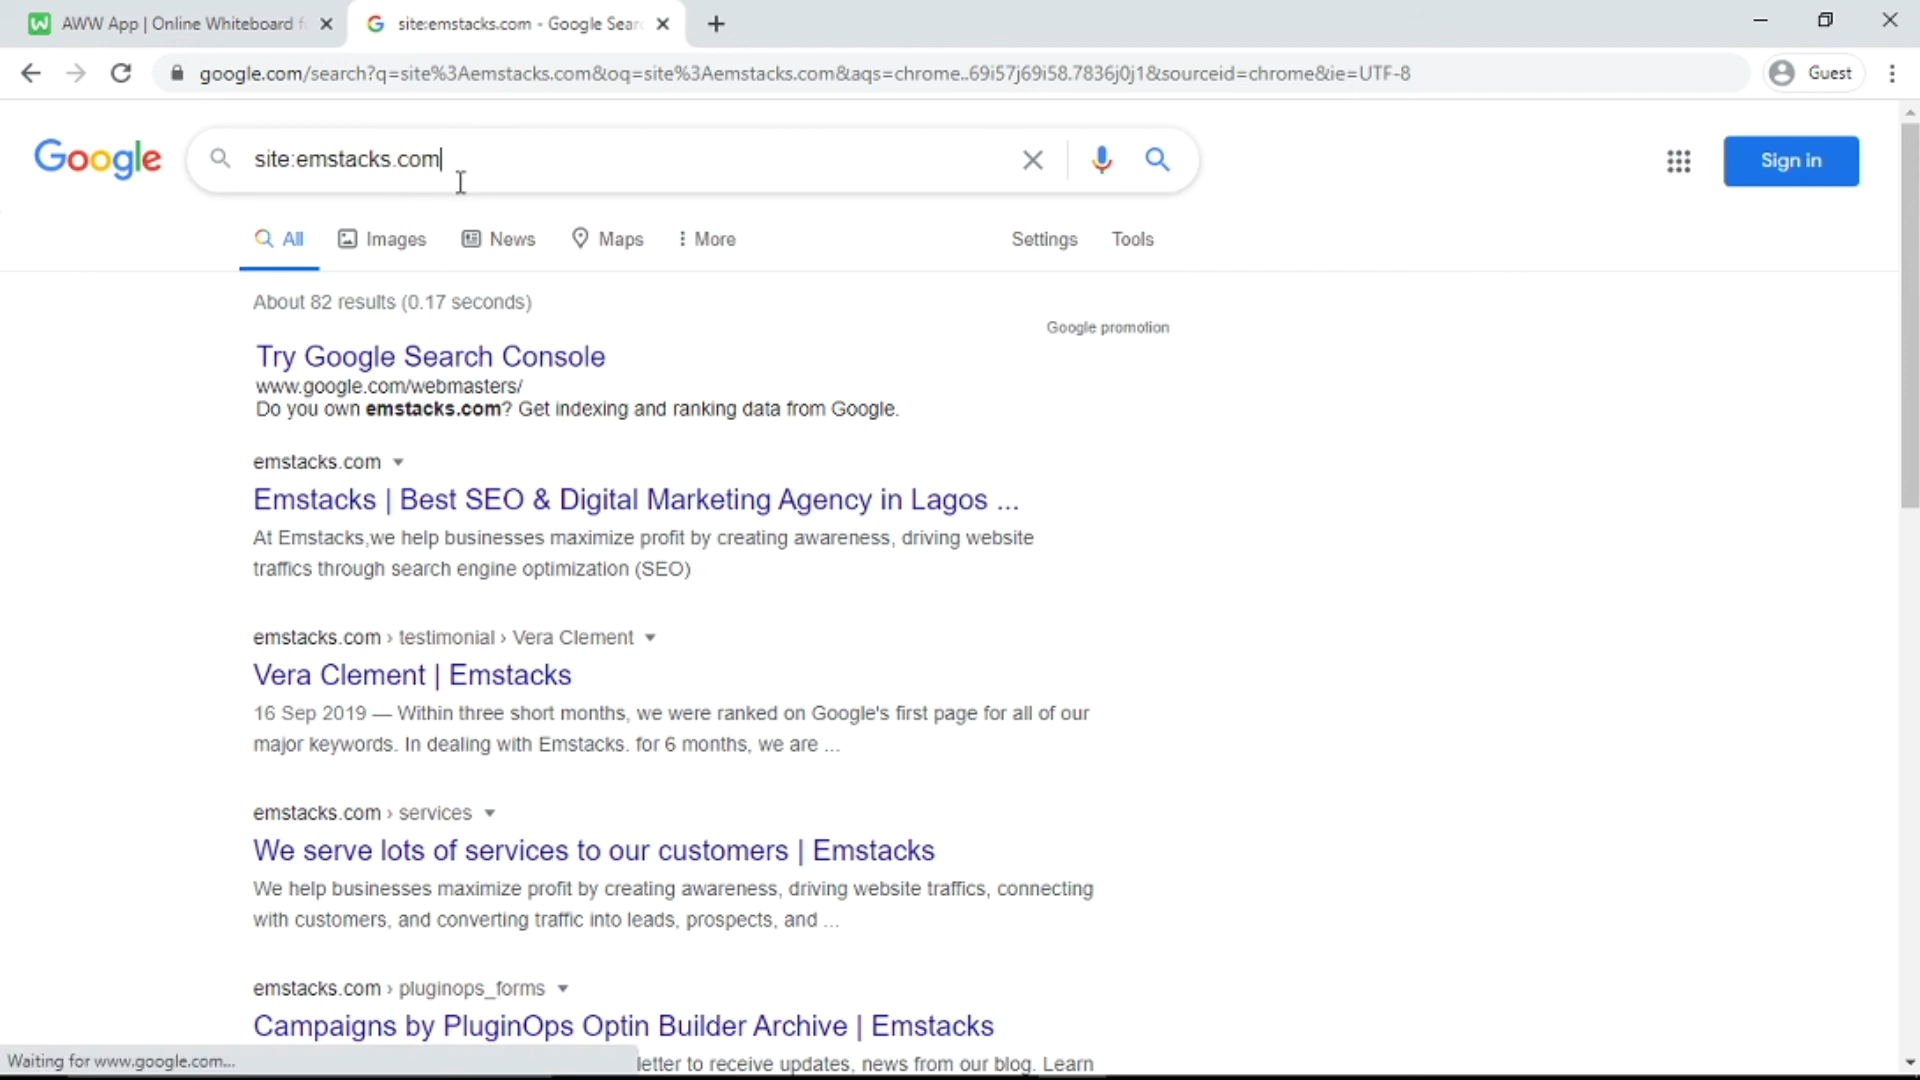 AWW App | Online Whiteboard f
site:emstacks.com - Google Sear
google.com/search?q=site%3Aemstacks.com&oq=site%3Aemstacks.com&aqs=chrome..69i57j69i58.7836j0j1&sourceid=chrome&ie=UTF-8
Guest
Google
site:emstacks.com
Sign in
All
Images
News
Maps
More
Settings
Tools
About 82 results (0.17 seconds)
Google promotion
Try Google Search Console
www.google.com/webmasters/
Do you own emstacks.com? Get indexing and ranking data from Google.
emstacks.com
Emstacks | Best SEO & Digital Marketing Agency in Lagos ...
At Emstacks,we help businesses maximize profit by creating awareness, driving website
traffics through search engine optimization (SEO)
emstacks.com › testimonial › Vera Clement
Vera Clement | Emstacks
16 Sep 2019 — Within three short months, we were ranked on Google's first page for all of our
major keywords. In dealing with Emstacks. for 6 months, we are ...
emstacks.com › services
We serve lots of services to our customers | Emstacks
We help businesses maximize profit by creating awareness, driving website traffics, connecting
with customers, and converting traffic into leads, prospects, and ...
emstacks.com › pluginops_forms
Campaigns by PluginOps Optin Builder Archive | Emstacks
letter to receive updates, news from our blog. Learn
Waiting for www.google.com...